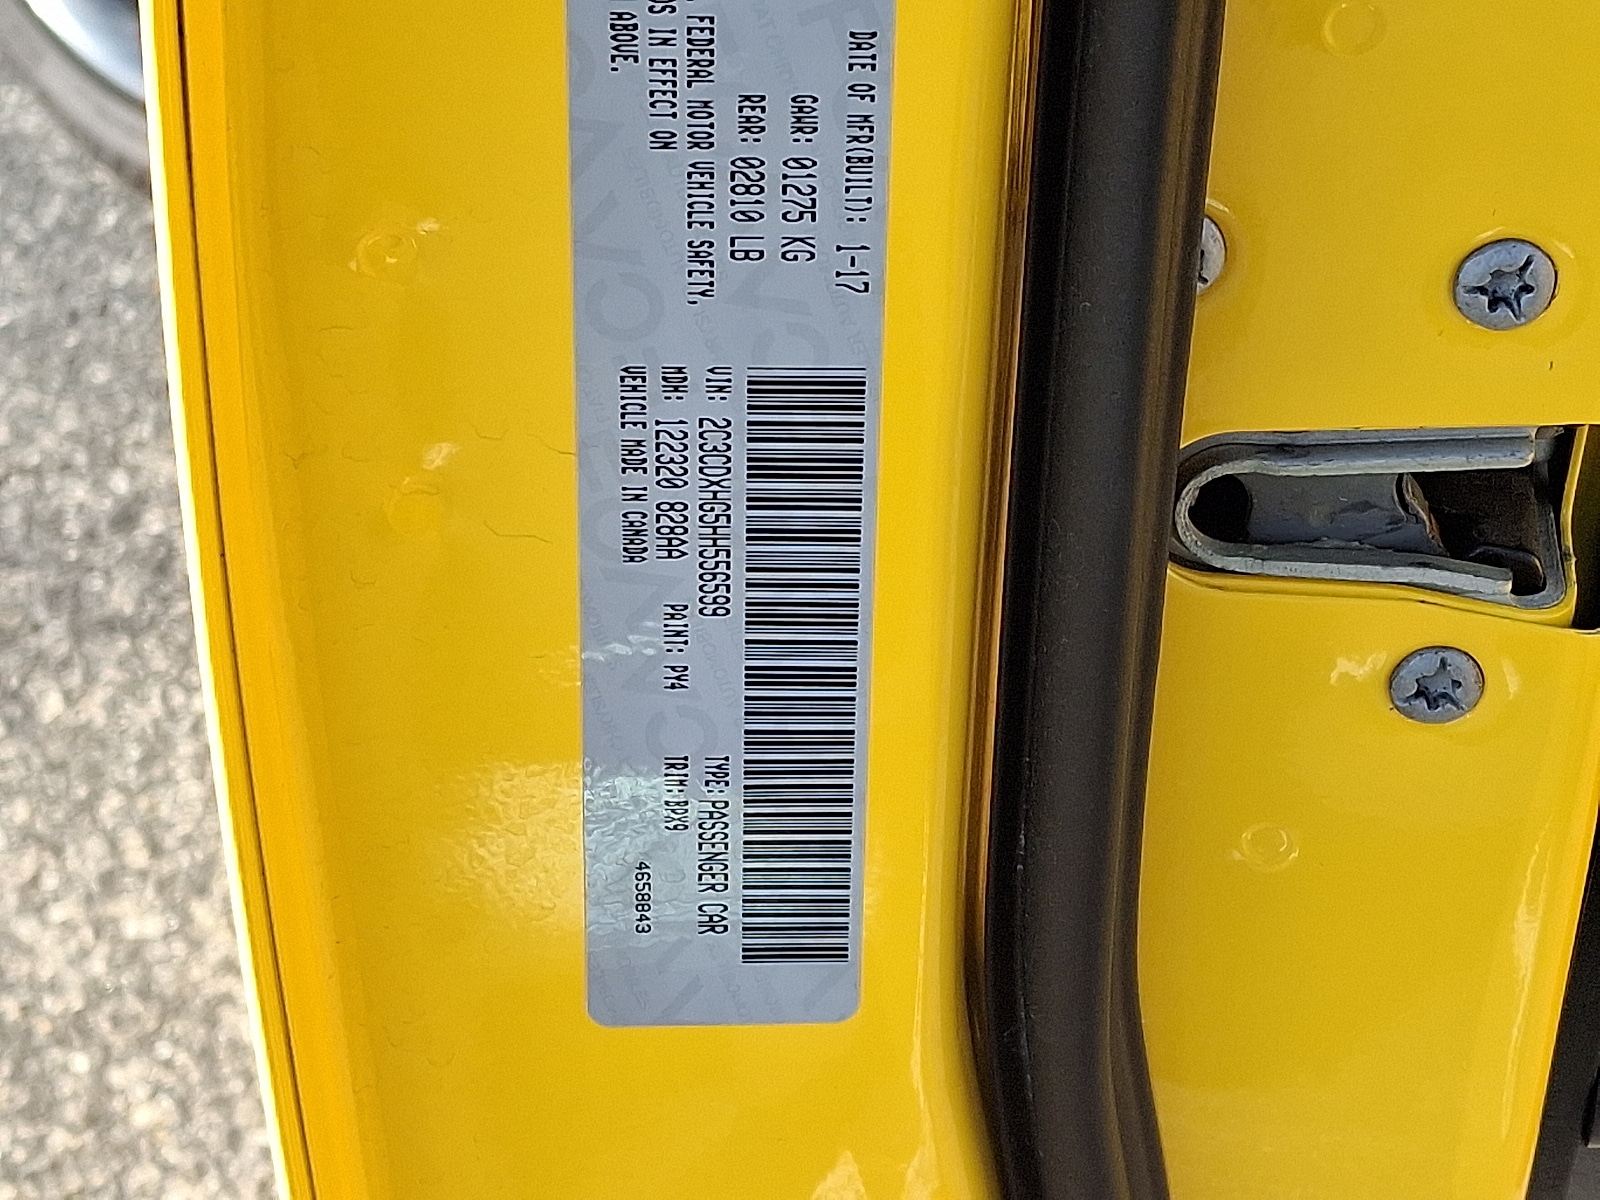 DATE OF MFR(BUILT): 1-17
GAWR: 01275 KG
REAR: 02810 LB
FEDERAL MOTOR VEHICLE SAFETY,
IN EFFECT ON
ABOVE.
VIN: 2C3CDXHG5HH556599 TYPE: PASSENGER CAR
MDH: 122320 828AA PAINT: PY4 TRIM: BPX9
VEHICLE MADE IN CANADA 4658843